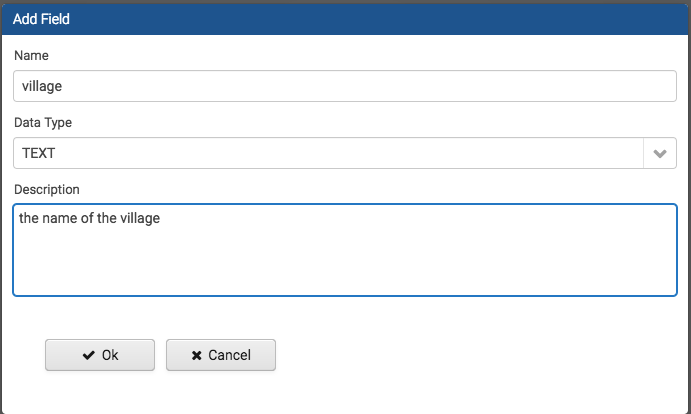 Add Field
Name
village
Data Type
TEXT
Description
the name of the village
Ok
Cancel